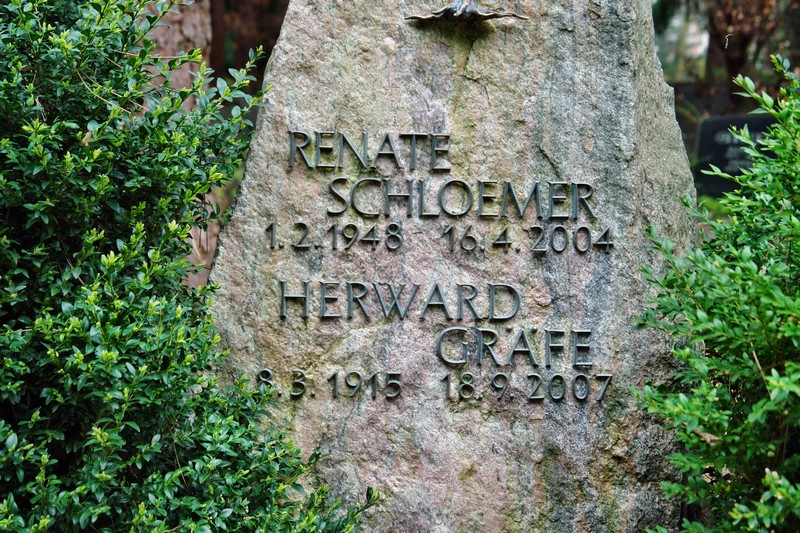 RENATE
SCHLOEMER
1.2.1948 16.4.2004
HERWARD
GRÄFE
8.3.1915 18.9.2007